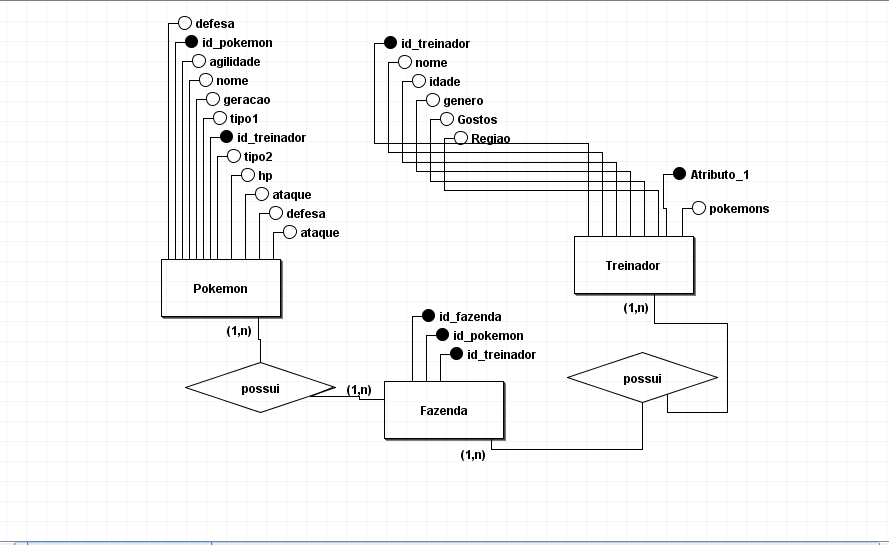 defesa
id_pokemon
agilidade
nome
geracao
tipo1
id_treinador
tipo2
hp
ataque
defesa
ataque
Pokemon
(1,n)
possui
(1,n)
id_treinador
nome
idade
genero
Gostos
Regiao
Atributo_1
pokemons
Treinador
(1,n)
possui
id_fazenda
id_pokemon
id_treinador
Fazenda
(1,n)